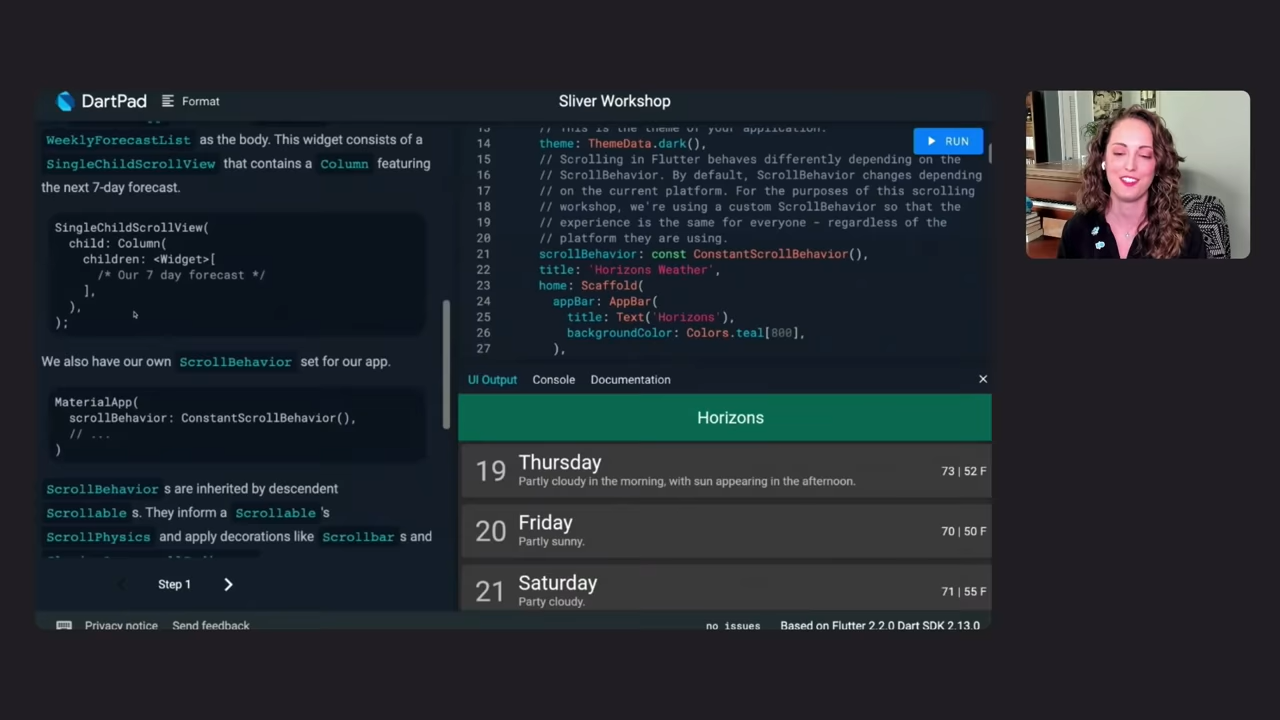 DartPad
Format
Sliver Workshop
WeeklyForecastList as the body. This widget consists of a
SingleChildScrollView that contains a Column featuring
the next 7-day forecast.
SingleChildScrollView(
child: Column(
children: <Widget>[
/* Our 7 day forecast */
],
),
);
We also have our own ScrollBehavior set for our app.
MaterialApp(
scrollBehavior: ConstantScrollBehavior(),
// ...
)
ScrollBehavior s are inherited by descendent
Scrollable s. They inform a Scrollable 's
ScrollPhysics and apply decorations like Scrollbar s and
Step 1
13 // This is the theme of your application.
14 theme: ThemeData.dark(),
15 // Scrolling in Flutter behaves differently depending on the
16 // ScrollBehavior. By default, ScrollBehavior changes depending
17 // on the current platform. For the purposes of this scrolling
18 // workshop, we're using a custom ScrollBehavior so that the
19 // experience is the same for everyone - regardless of the
20 // platform they are using.
21 scrollBehavior: const ConstantScrollBehavior(),
22 title: 'Horizons Weather',
23 home: Scaffold(
24 appBar: AppBar(
25 title: Text('Horizons'),
26 backgroundColor: Colors.teal[800],
27 ),
RUN
UI Output Console Documentation
Horizons
19 Thursday 73 | 52 F
Partly cloudy in the morning, with sun appearing in the afternoon.
20 Friday 70 | 50 F
Partly sunny.
21 Saturday 71 | 55 F
Party cloudy.
Privacy notice Send feedback no issues Based on Flutter 2.2.0 Dart SDK 2.13.0